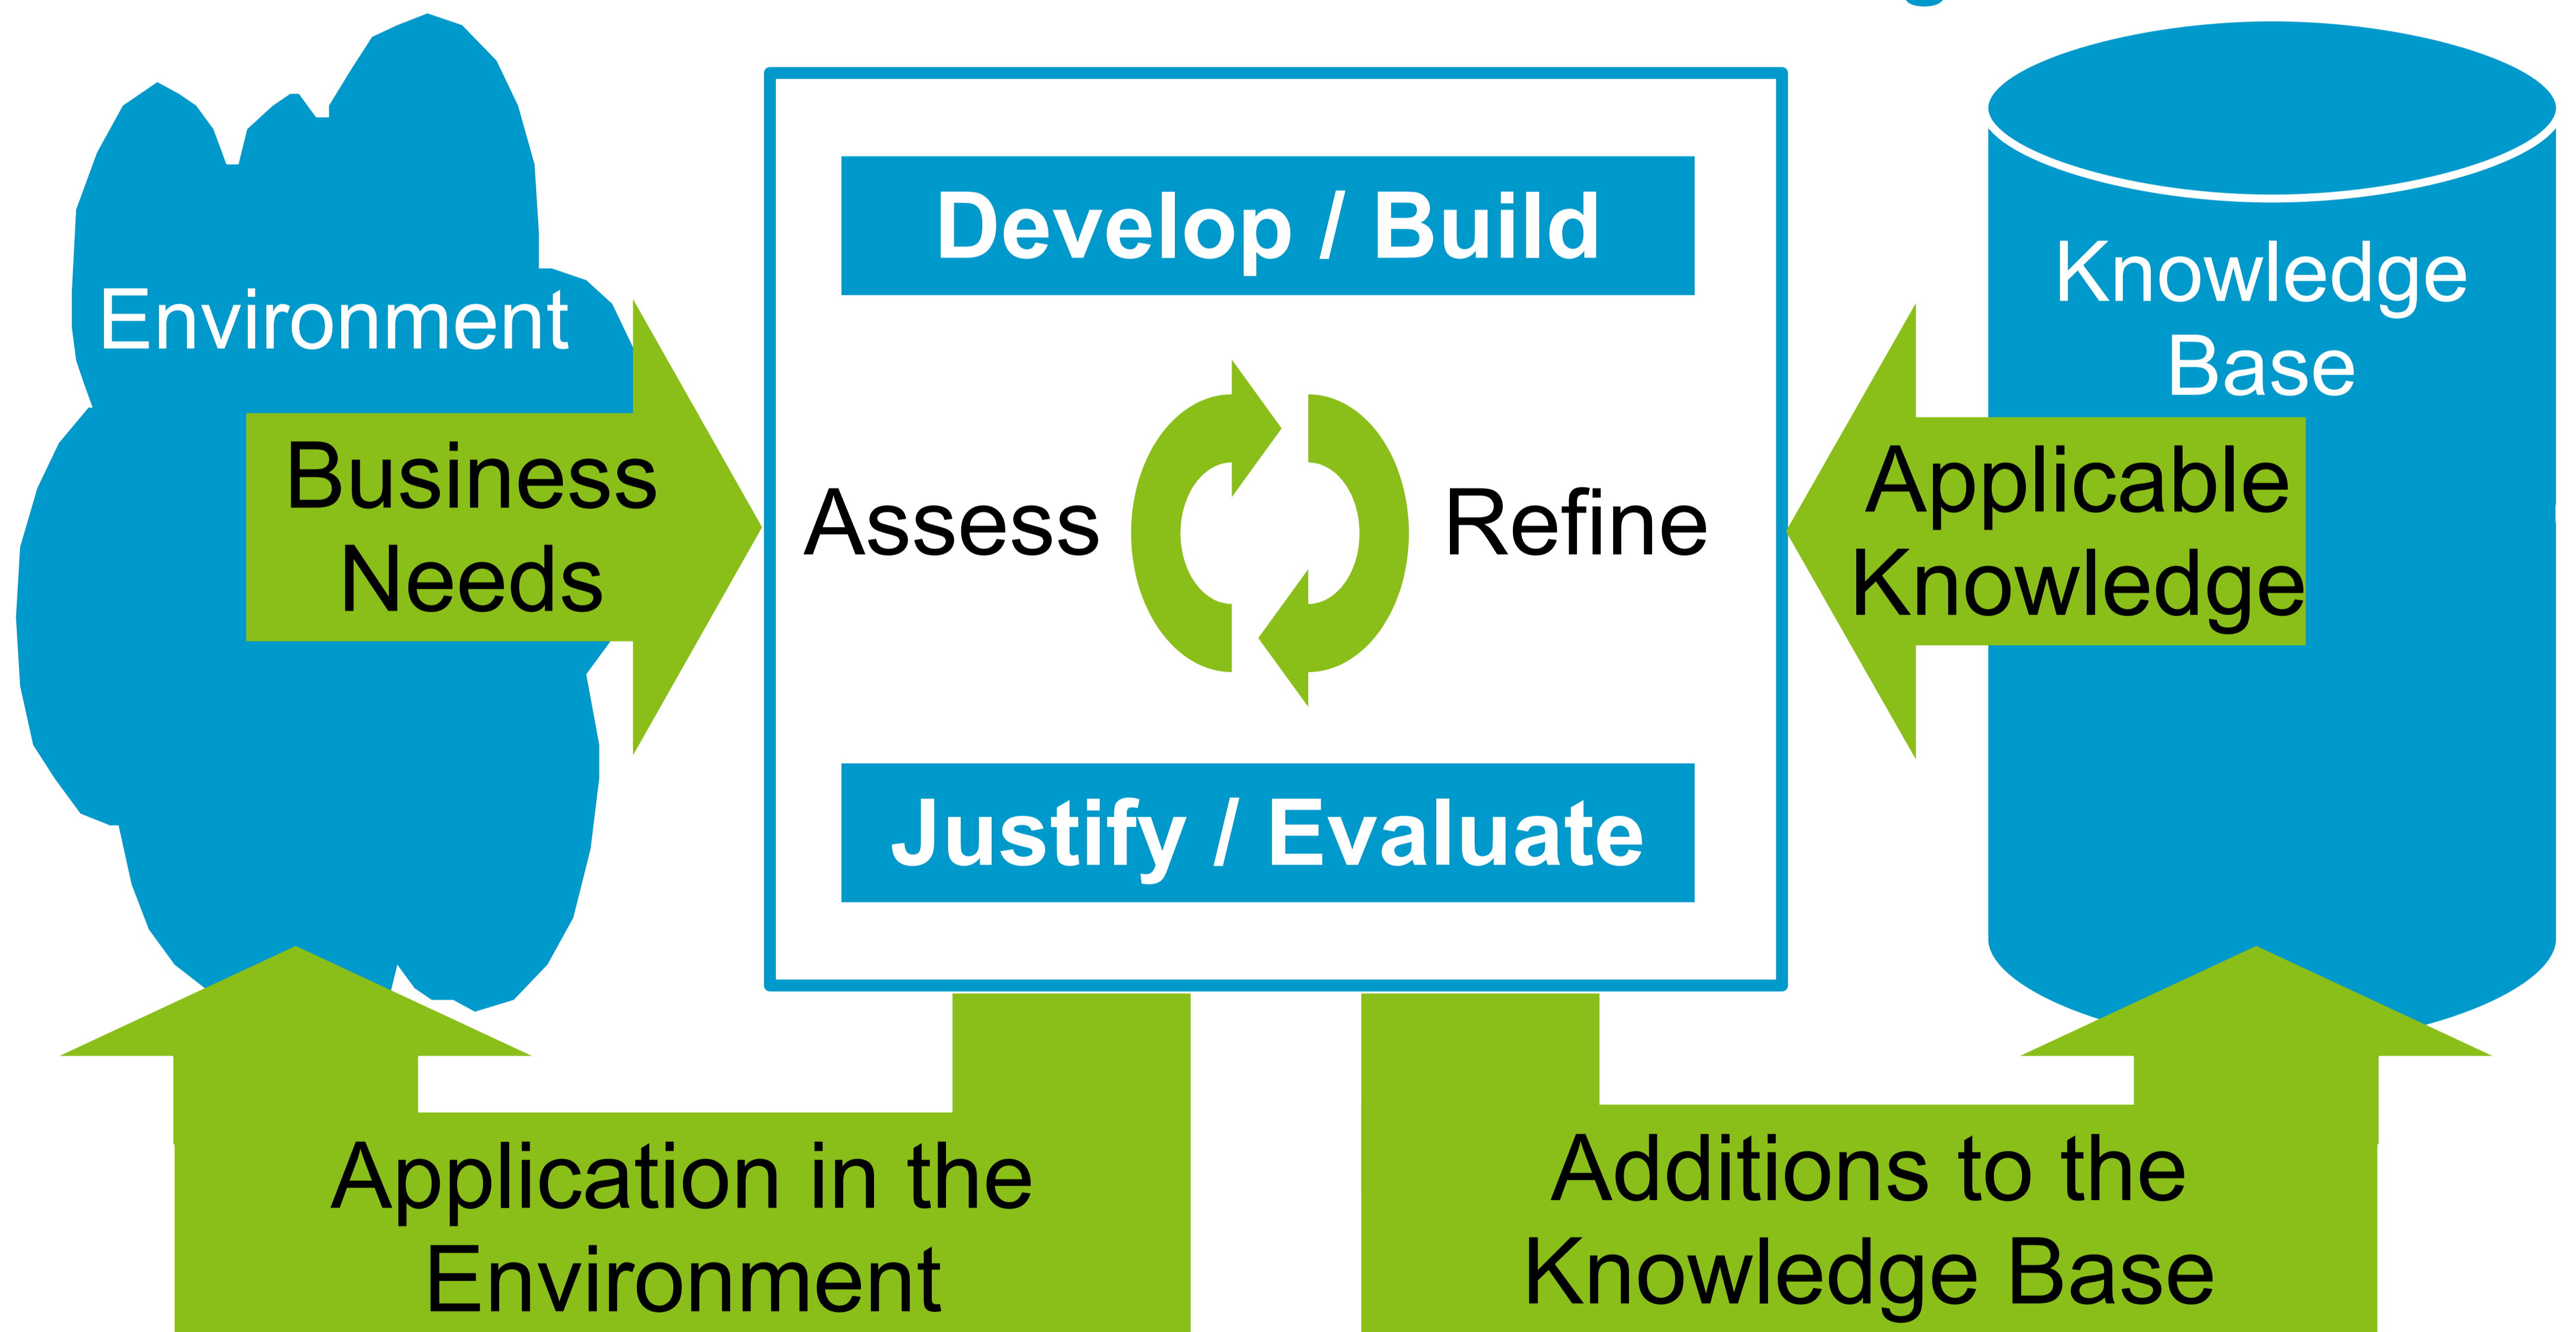 Environment
Business
Needs
Develop / Build
Assess
Refine
Justify / Evaluate
Knowledge
Base
Applicable
Knowledge
Application in the
Environment
Additions to the
Knowledge Base